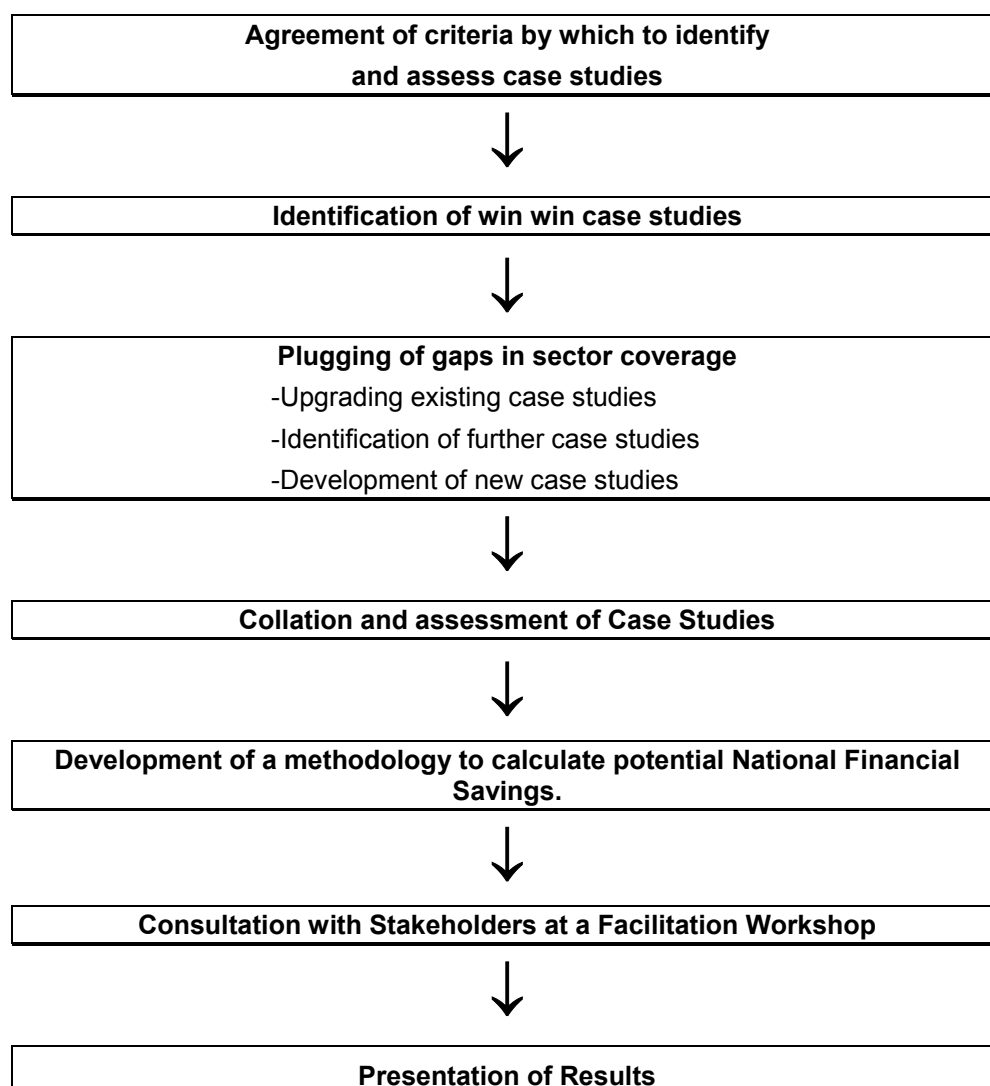 Agreement of criteria by which to identify
and assess case studies
Identification of win win case studies
Plugging of gaps in sector coverage
-Upgrading existing case studies
-Identification of further case studies
-Development of new case studies
Collation and assessment of Case Studies
Development of a methodology to calculate potential National Financial
Savings.
Consultation with Stakeholders at a Facilitation Workshop
Presentation of Results